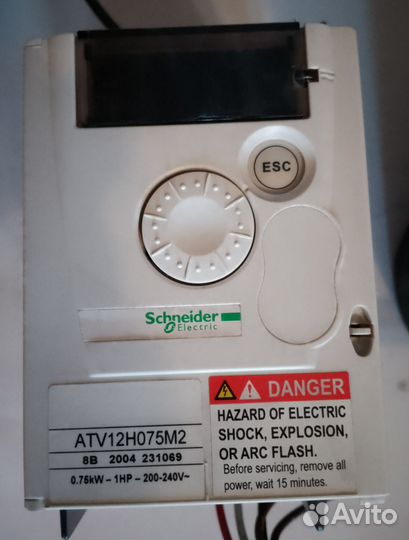 ESC
Schneider
Electric
ATV12H075M2
8B 2004 231069
0.75kW - 1HP - 200-240V~
DANGER
HAZARD OF ELECTRIC
SHOCK, EXPLOSION,
OR ARC FLASH.
Before servicing, remove all
power, wait 15 minutes.
Avito